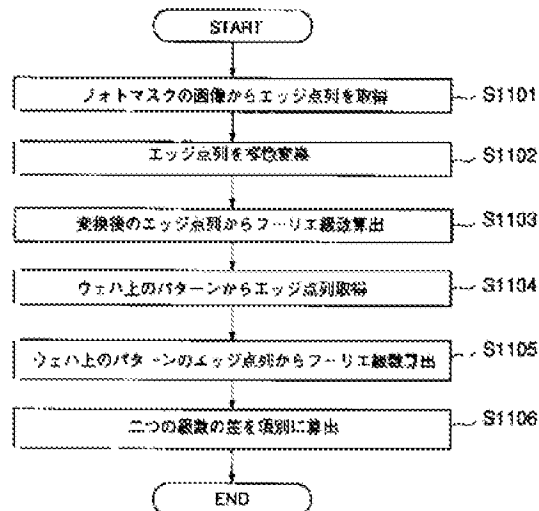 START
フォトマスクの画像からエッジ点列を取得
S1101
エッジ点列を複数変換
S1102
変換後のエッジ点列からフーリエ級数算出
S1103
ウェハ上のパターンからエッジ点列取得
S1104
ウェハ上のパターンのエッジ点列からフーリエ級数算出
S1105
二つの級数の差を項別に算出
S1106
END